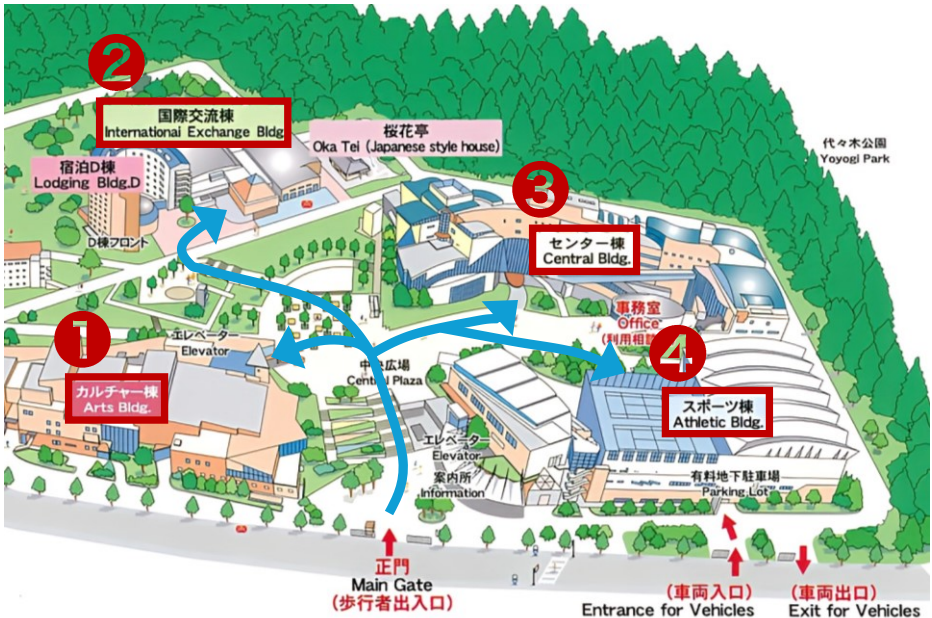 2
国際交流棟
Internationai Exchange Bldg
桜花亭
Oka Tei (Japanese style house)
代々木公園
Yoyogi Park
宿泊D棟
Lodging Bldg.D
3
D棟フロント
センター棟
Central Bldg.
事務室
Office
(利用相談
1
エレベーター
Elevator
4
中央広場
Central Plaza
カルチャー棟
Arts Bldg.
スポーツ棟
Athletic Bldg.
エレベーター
Elevator
案内所
Information
有料地下駐車場
Parking Lot
正門
Main Gate
(歩行者出入口)
(車両入口)
Entrance for Vehicles
(車両出口)
Exit for Vehicles